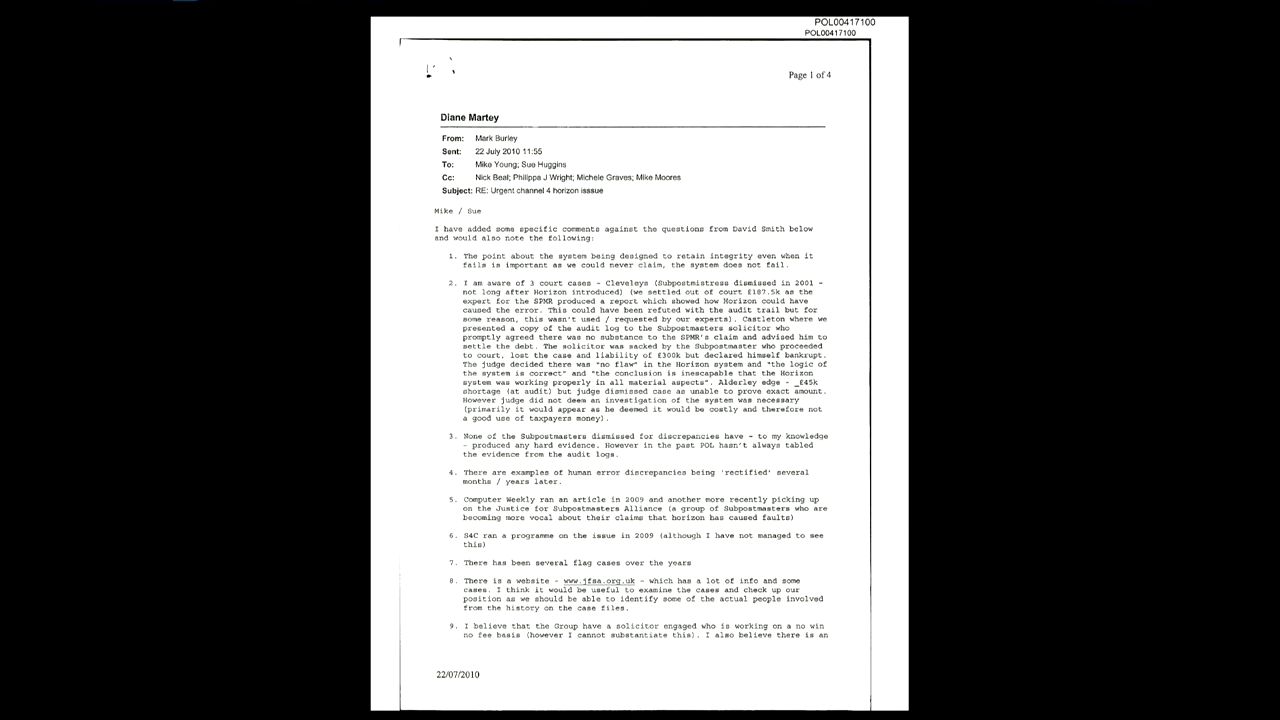 POL00417100
POL00417100
Page 1 of 4
Diane Martey
From: Mark Burley
Sent: 22 July 2010 11:55
To: Mike Young; Sue Huggins
Cc: Nick Beal; Philippa J Wright; Michele Graves; Mike Moores
Subject: RE: Urgent channel 4 horizon isssue
Mike / Sue
I have added some specific comments against the questions from David Smith below
and would also note the following:
1. The point about the system being designed to retain integrity even when it
fails is important as we could never claim, the system does not fail.
2. I am aware of 3 court cases - Cleveleys (Subpostmistress dismissed in 2001 -
not long after Horizon introduced) (we settled out of court £187.5k as the
expert for the SPMR produced a report which showed how Horizon could have
caused the error. This could have been refuted with the audit trail but for
some reason, this wasn't used / requested by our experts). Castleton where we
presented a copy of the audit log to the Subpostmasters solicitor who
promptly agreed there was no substance to the SPMR's claim and advised him to
settle the debt. The solicitor was sacked by the Subpostmaster who proceeded
to court, lost the case and liability of £300k but declared himself bankrupt.
The judge decided there was "no flaw" in the Horizon system and "the logic of
the system is correct" and "the conclusion is inescapable that the Horizon
system was working properly in all material aspects". Alderley edge - _£45k
shortage (at audit) but judge dismissed case as unable to prove exact amount.
However judge did not deem an investigation of the system was necessary
(primarily it would appear as he deemed it would be costly and therefore not
a good use of taxpayers money).
3. None of the Subpostmasters dismissed for discrepancies have - to my knowledge
- produced any hard evidence. However in the past POL hasn't always tabled
the evidence from the audit logs.
4. There are examples of human error discrepancies being 'rectified' several
months / years later.
5. Computer Weekly ran an article in 2009 and another more recently picking up
on the Justice for Subpostmasters Alliance (a group of Subpostmasters who are
becoming more vocal about their claims that horizon has caused faults)
6. S4C ran a programme on the issue in 2009 (although I have not managed to see
this)
7. There has been several flag cases over the years
8. There is a website - www.jfsa.org.uk - which has a lot of info and some
cases. I think it would be useful to examine the cases and check up our
position as we should be able to identify some of the actual people involved
from the history on the case files.
9. I believe that the Group have a solicitor engaged who is working on a no win
no fee basis (however I cannot substantiate this). I also believe there is an
22/07/2010